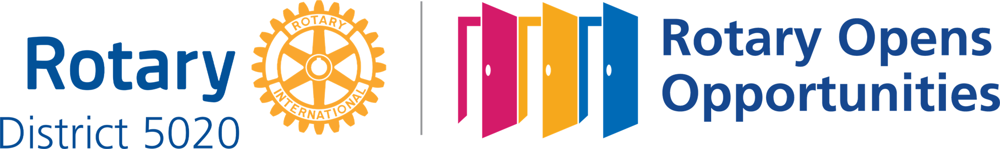 Rotary
District 5020
ROTARY
INTERNATIONAL
Rotary Opens
Opportunities